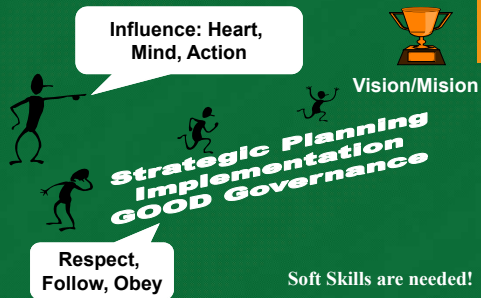 Influence: Heart,
Mind, Action
Vision/Mision
Strategic Planning
Implementation
GOOD Governance
Respect,
Follow, Obey
Soft Skills are needed!